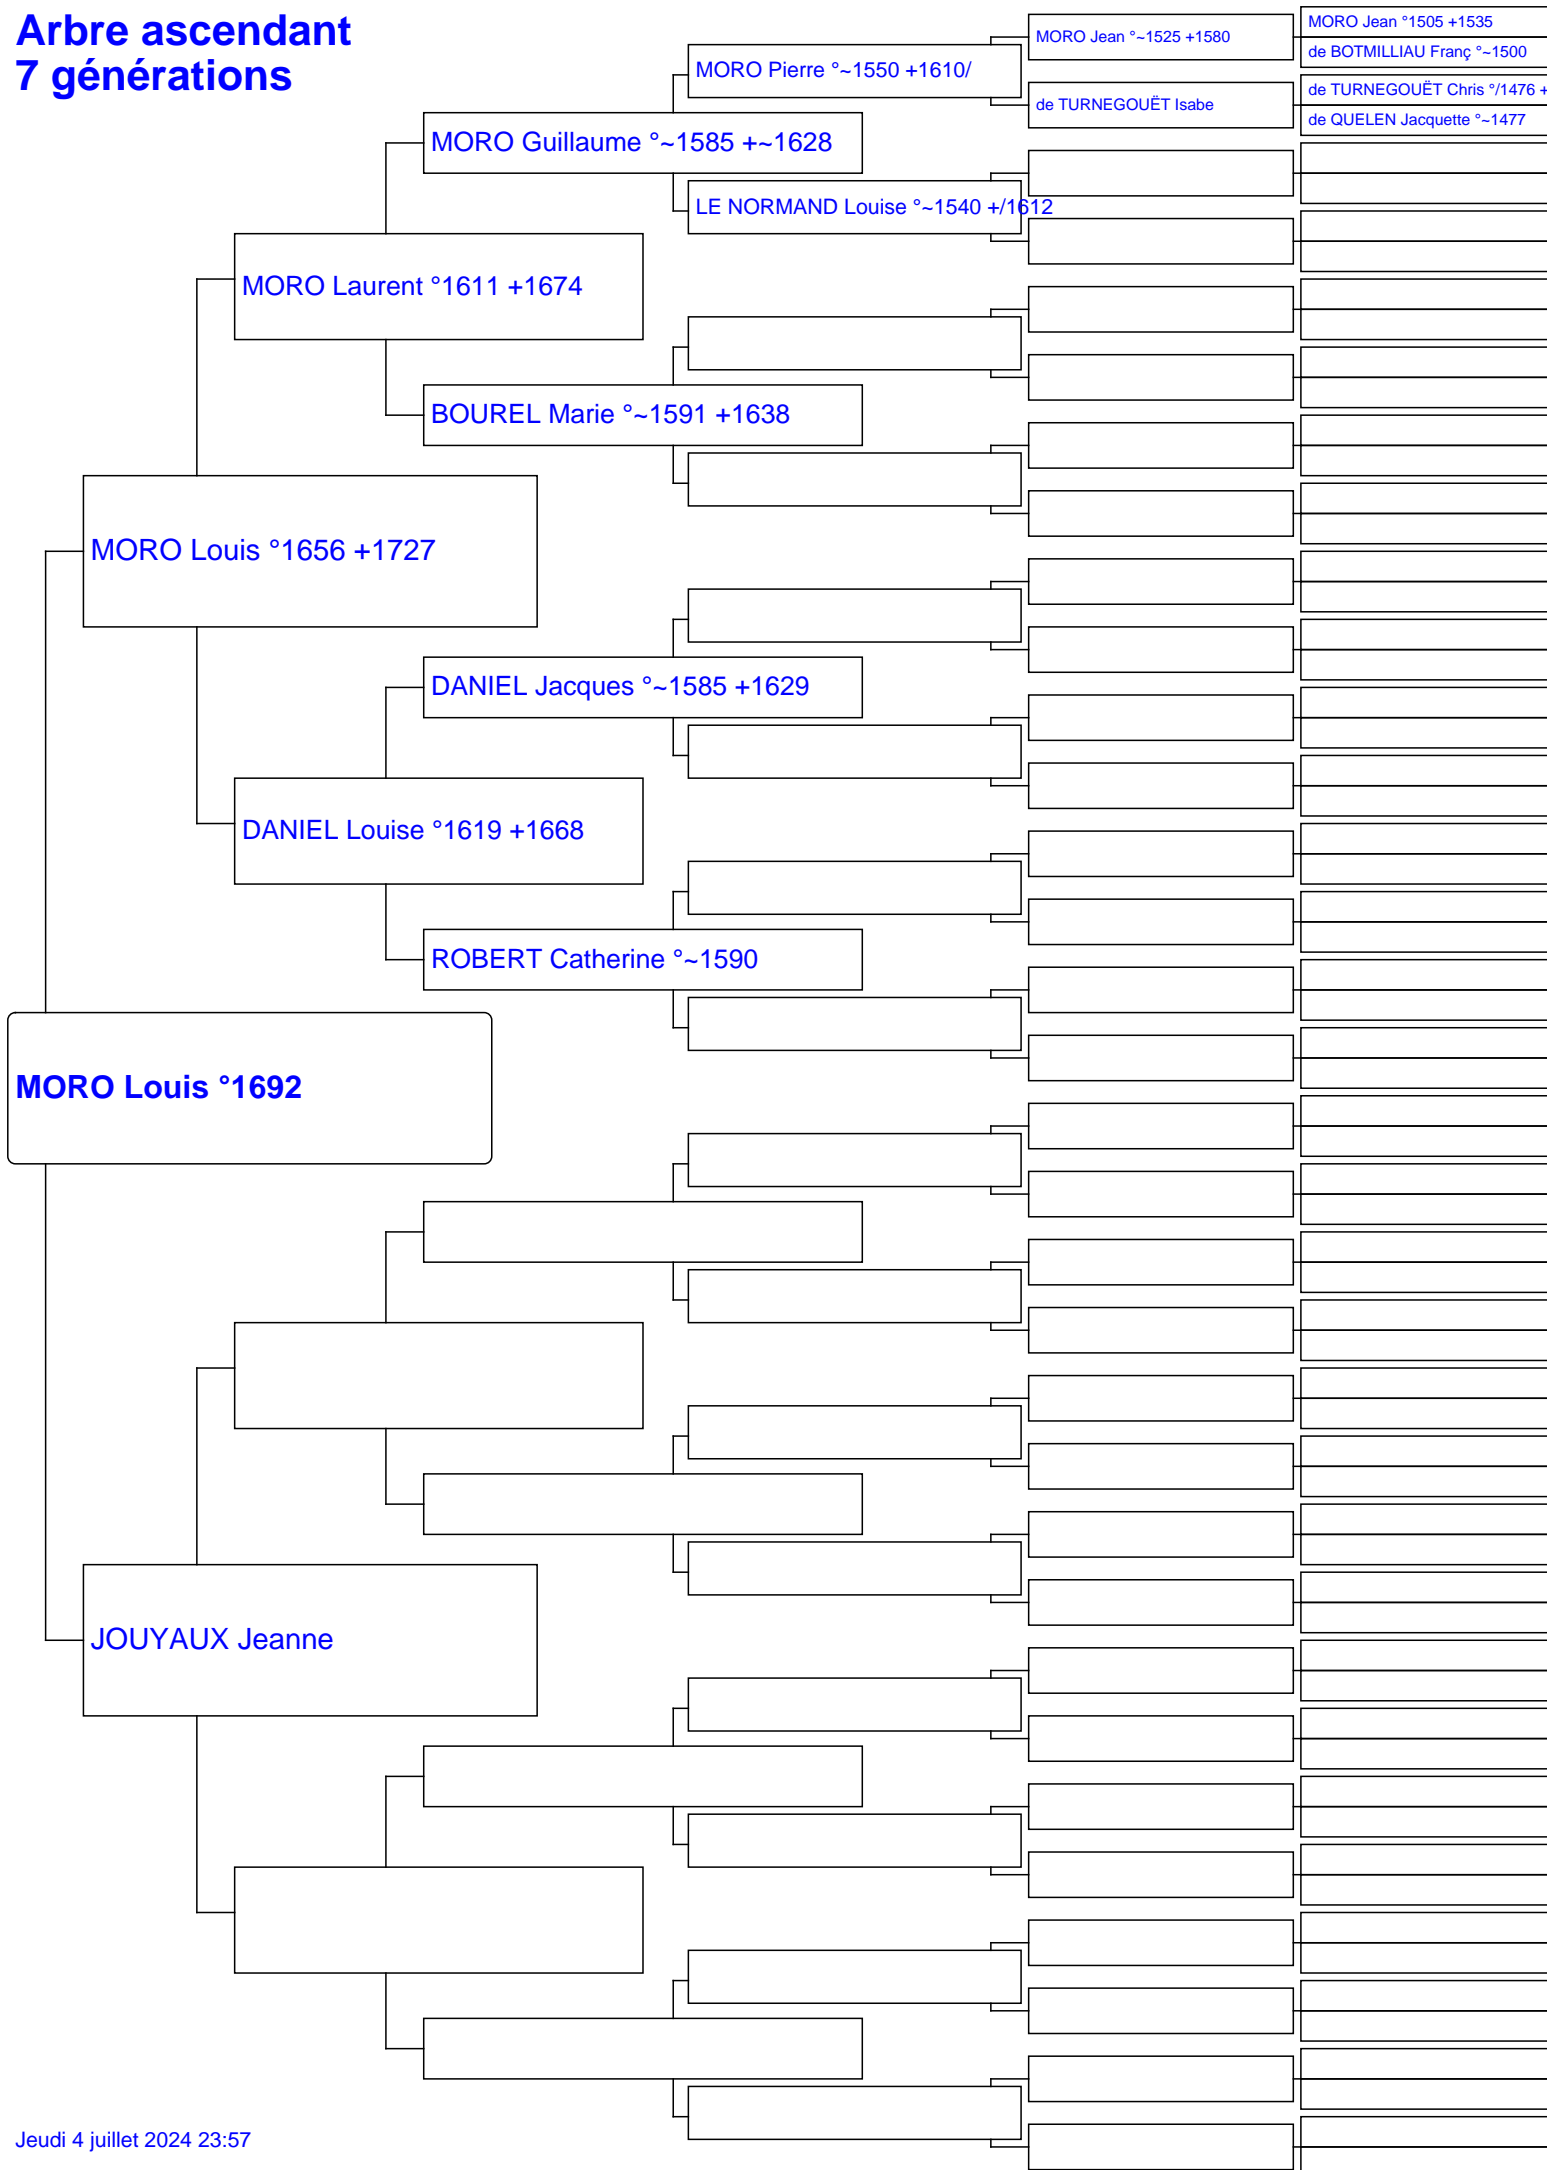 Arbre ascendant
7 générations
MORO Jean °1505 +1535
MORO Jean °~1525 +1580
de BOTMILLIAU Franç °~1500
MORO Pierre °~1550 +1610/
de TURNEGOUËT Chris °/1476 +
de TURNEGOUËT Isabe
de QUELEN Jacquette °~1477
MORO Guillaume °~1585 +~1628
LE NORMAND Louise °~1540 +/1612
MORO Laurent °1611 +1674
BOUREL Marie °~1591 +1638
MORO Louis °1656 +1727
DANIEL Jacques °~1585 +1629
DANIEL Louise °1619 +1668
ROBERT Catherine °~1590
MORO Louis °1692
JOUYAUX Jeanne
Jeudi 4 juillet 2024 23:57